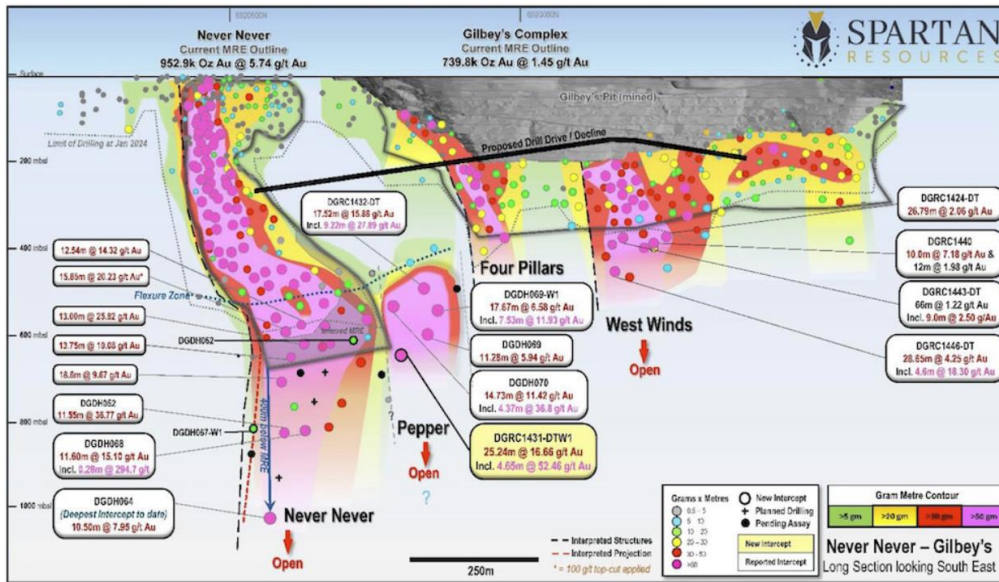 6920500N
6920000N
SPARTAN
RESOURCES
Never Never
Current MRE Outline
952.9k Oz Au @ 5.74 g/t Au
Gilbey's Complex
Current MRE Outline
739.8k Oz Au @ 1.45 g/t Au
Surface
Gilbey's Pit (mined)
Limit of Drilling at Jan 2024
Proposed Drill Drive / Decline
200 mbsl
DGRC1432-DT
17.52m @ 15.88 g/t Au
Incl. 9.22m @ 27.89 g/t Au
DGRC1424-DT
26.79m @ 2.06 g/t Au
400 mbsl
12.54m @ 14.32 g/t Au
DGRC1440
10.0m @ 7.18 g/t Au &
12m @ 1.98 g/t Au
15.85m @ 20.23 g/t Au*
Flexure Zone
Four Pillars
DGDH069-W1
17.67m @ 6.58 g/t Au
Incl. 7.53m @ 11.93 g/t Au
West Winds
Open
DGRC1443-DT
66m @ 1.22 g/t Au
Incl. 9.0m @ 2.50 g/Au
13.00m @ 25.82 g/t Au
600 mbsl
Inferred MRE
DGDH062
DGDH069
11.28m @ 5.94 g/t Au
DGRC1446-DT
28.65m @ 4.25 g/t Au
Incl. 4.6m @ 18.30 g/t Au
18.6m @ 9.67 g/t Au
DGDH070
14.73m @ 11.42 g/t Au
Incl. 4.37m @ 36.8 g/t Au
DGDH052
11.55m @ 36.77 g/t Au
400m below MRE
800 mbsl
DGDH067-W1
?
Pepper
Open
?
DGRC1431-DTW1
25.24m @ 16.66 g/t Au
Incl. 4.65m @ 52.46 g/t Au
DGDH068
11.60m @ 15.10 g/t Au
Incl. 0.28m @ 294.7 g/t
DGDH064
(Deepest Intercept to date)
10.50m @ 7.95 g/t Au
1000 mbsl
Never Never
Open
Interpreted Structures
Interpreted Projection
* = 100 g/t top-cut applied
250m
Grams x Metres
0.5 - 5
5 - 10
10 - 20
20 - 30
30 - 50
>50
New Intercept
Planned Drilling
Pending Assay
New Intercept
Reported Intercept
Gram Metre Contour
>5 gm
>20 gm
>30 gm
>50 gm
Never Never – Gilbey's
Long Section looking South East